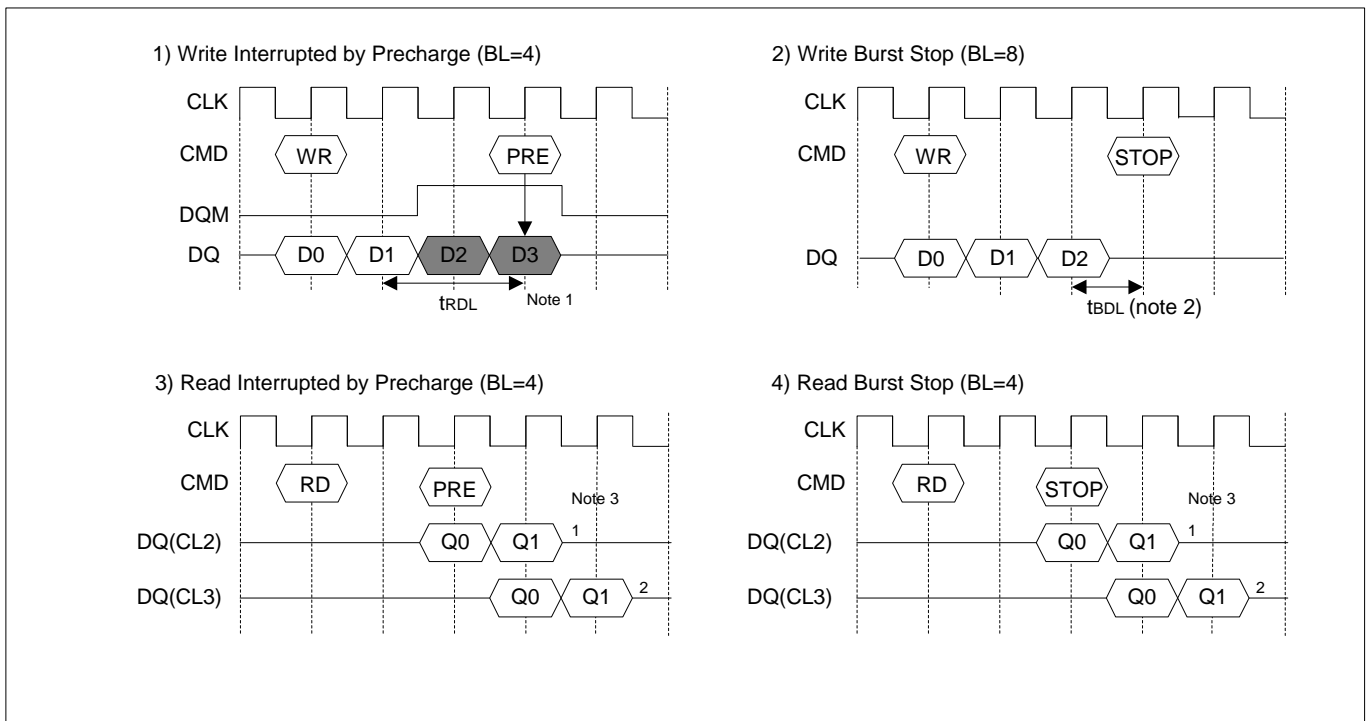 1) Write Interrupted by Precharge (BL=4)
CLK
CMD WR PRE
DQM
DQ D0 D1 D2 D3
tRDL Note 1
2) Write Burst Stop (BL=8)
CLK
CMD WR STOP
DQ D0 D1 D2
tBDL (note 2)
3) Read Interrupted by Precharge (BL=4)
CLK
CMD RD PRE
Note 3
DQ(CL2) Q0 Q1 1
DQ(CL3) Q0 Q1 2
4) Read Burst Stop (BL=4)
CLK
CMD RD STOP
Note 3
DQ(CL2) Q0 Q1 1
DQ(CL3) Q0 Q1 2